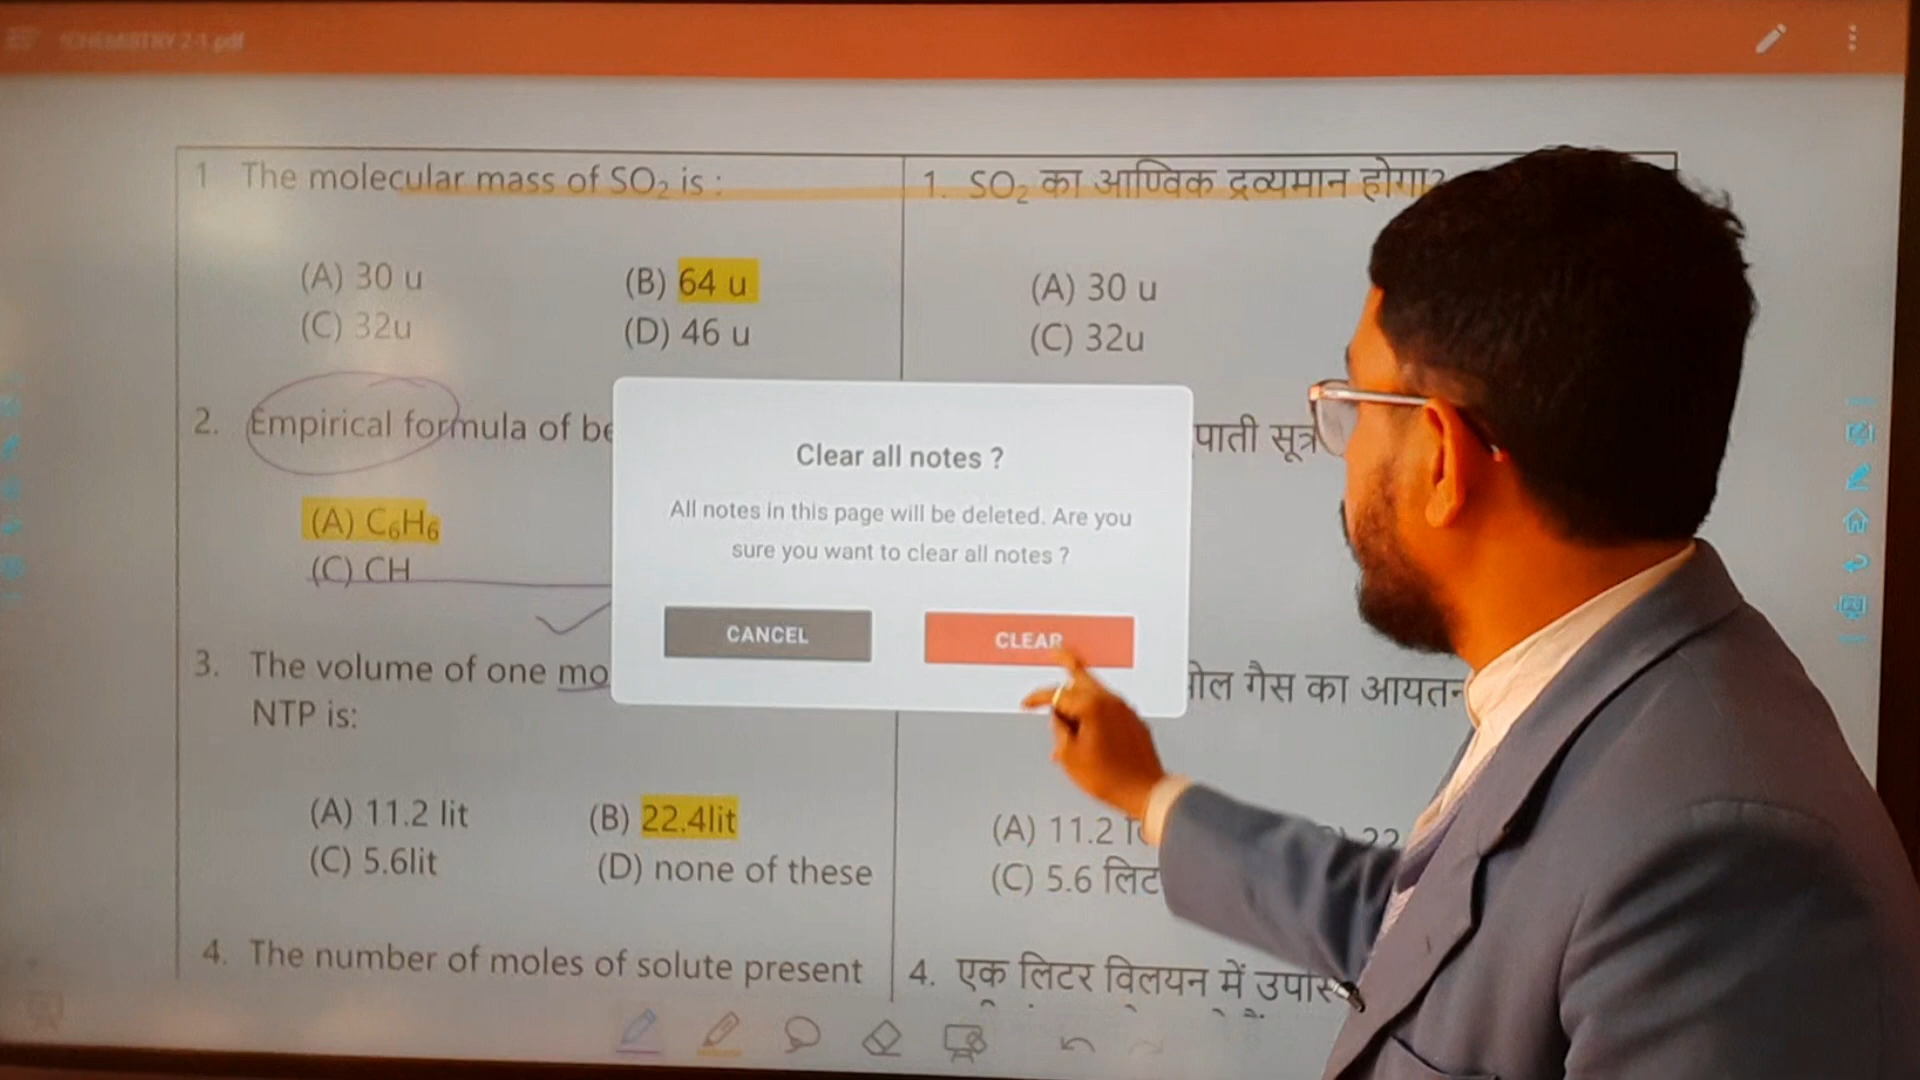 CHEMISTRY 2-1.pdf
1 The molecular mass of SO₂ is :
(A) 30 u (B) 64 u
(C) 32u (D) 46 u
2. Empirical formula of
(A) C₆H₆
(C) CH
3. The volume of one
NTP is:
(A) 11.2 lit (B) 22.4lit
(C) 5.6lit (D) none of these
4. The number of moles of solute present
1. SO₂ का आण्विक द्रव्यमान होगा?
(A) 30 u
(C) 32u
पाती सूत्र
गैस का
(A) 11.2
(C) 5.6
4. एक लिटर विलयन में
Clear all notes ?
All notes in this page will be deleted. Are you
sure you want to clear all notes ?
CANCEL CLEAR